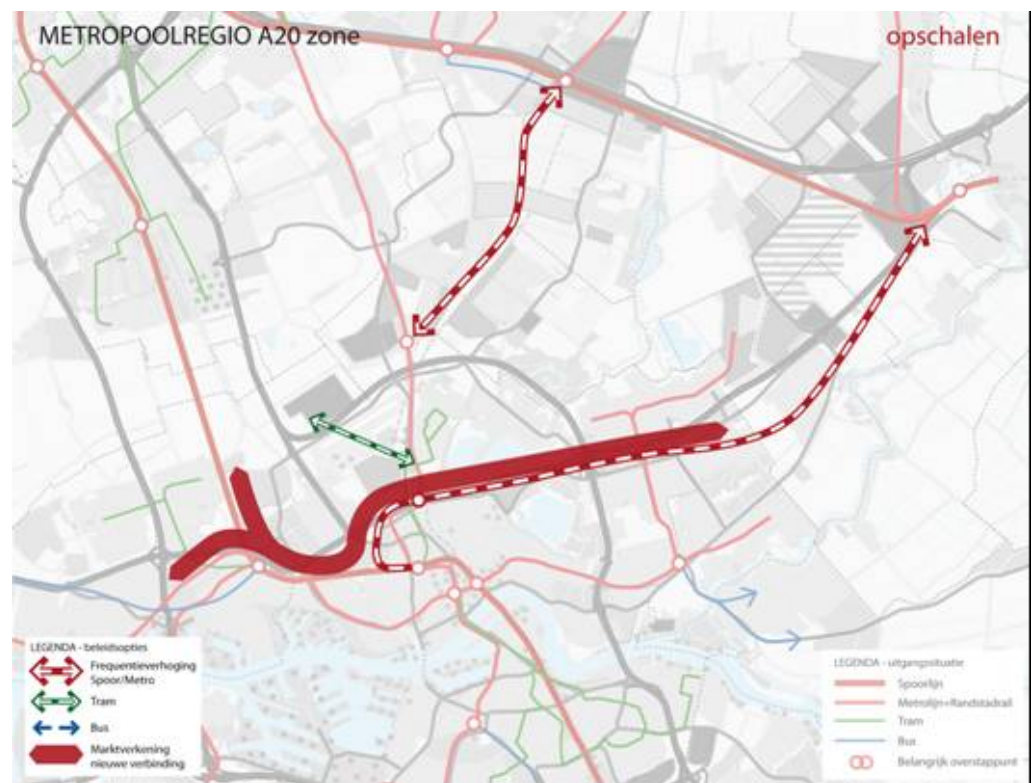 METROPOOLREGIO A20 zone
opschalen
LEGENDA - beleidsopties
Frequentieverhoging
Spoor/Metro
Tram
Bus
Marktverkening
nieuwe verbinding
LEGENDA - uitgangssituatie
Spoorlijn
Metrolijn+Randstadrail
Tram
Bus
Belangrijk overstappunt